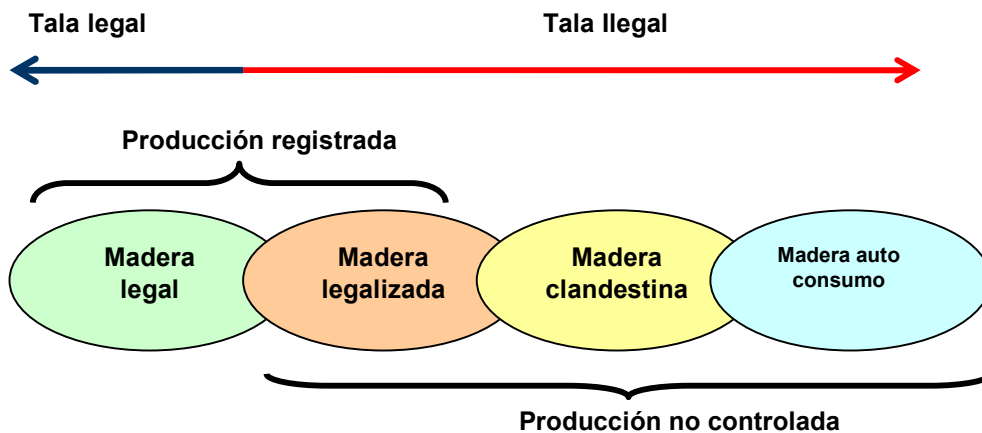 Tala legal
Tala Ilegal
Producción registrada
Madera
legal
Madera
legalizada
Madera
clandestina
Madera auto
consumo
Producción no controlada